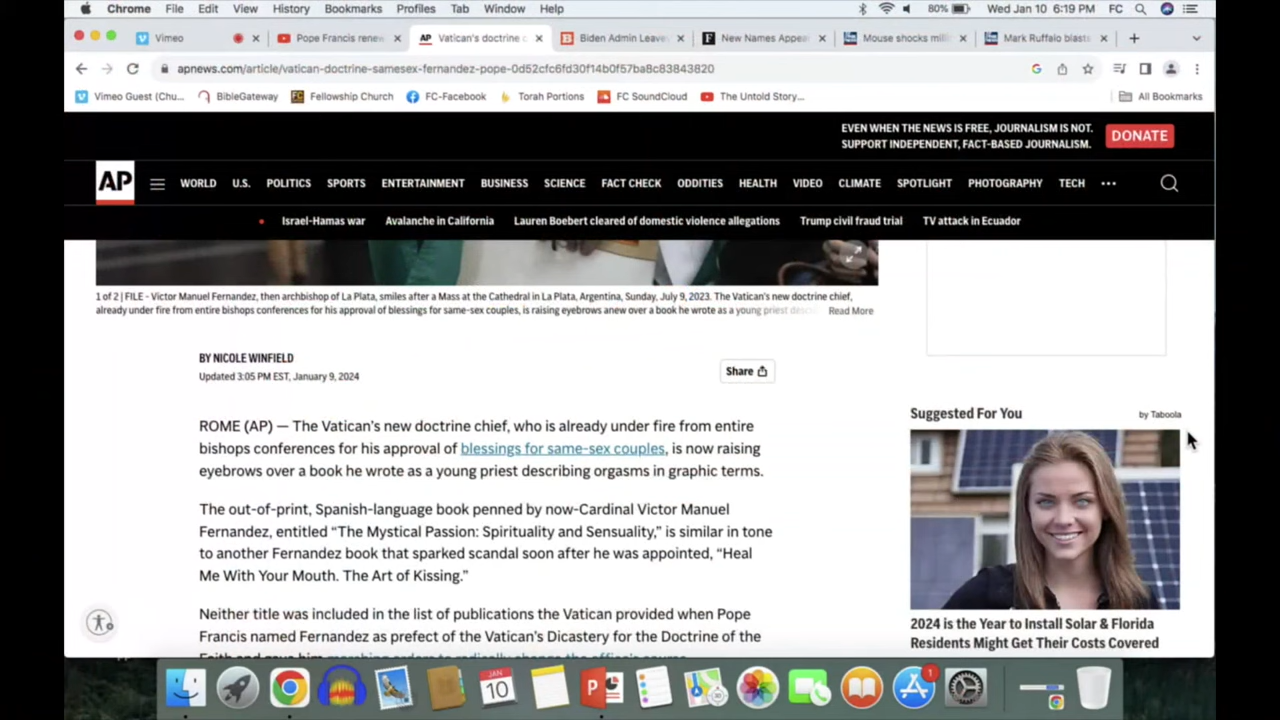 Chrome File Edit View History Bookmarks Profiles Tab Window Help 80% Wed Jan 10 6:19 PM FC
Vimeo Pope Francis renew AP Vatican's doctrine c Biden Admin Leave New Names Appea Mouse shocks mill Mark Ruffalo blasts
apnews.com/article/vatican-doctrine-samesex-fernandez-pope-0d52cfc6fd30f14b0f57ba8c83843820
Vimeo Guest (Chu... BibleGateway Fellowship Church FC-Facebook Torah Portions FC SoundCloud The Untold Story... All Bookmarks
EVEN WHEN THE NEWS IS FREE, JOURNALISM IS NOT.
SUPPORT INDEPENDENT, FACT-BASED JOURNALISM.
DONATE
AP WORLD U.S. POLITICS SPORTS ENTERTAINMENT BUSINESS SCIENCE FACT CHECK ODDITIES HEALTH VIDEO CLIMATE SPOTLIGHT PHOTOGRAPHY TECH
Israel-Hamas war Avalanche in California Lauren Boebert cleared of domestic violence allegations Trump civil fraud trial TV attack in Ecuador
1 of 2 | FILE - Victor Manuel Fernandez, then archbishop of La Plata, smiles after a Mass at the Cathedral in La Plata, Argentina, Sunday, July 9, 2023. The Vatican's new doctrine chief,
already under fire from entire bishops conferences for his approval of blessings for same-sex couples, is raising eyebrows anew over a book he wrote as a young priest Read More
BY NICOLE WINFIELD
Updated 3:05 PM EST, January 9, 2024
Share
ROME (AP) — The Vatican's new doctrine chief, who is already under fire from entire
bishops conferences for his approval of blessings for same-sex couples, is now raising
eyebrows over a book he wrote as a young priest describing orgasms in graphic terms.
The out-of-print, Spanish-language book penned by now-Cardinal Victor Manuel
Fernandez, entitled “The Mystical Passion: Spirituality and Sensuality,” is similar in tone
to another Fernandez book that sparked scandal soon after he was appointed, “Heal
Me With Your Mouth. The Art of Kissing.”
Neither title was included in the list of publications the Vatican provided when Pope
Francis named Fernandez as prefect of the Vatican's Dicastery for the Doctrine of the
Suggested For You
by Taboola
2024 is the Year to Install Solar & Florida
Residents Might Get Their Costs Covered
JAN
10
1